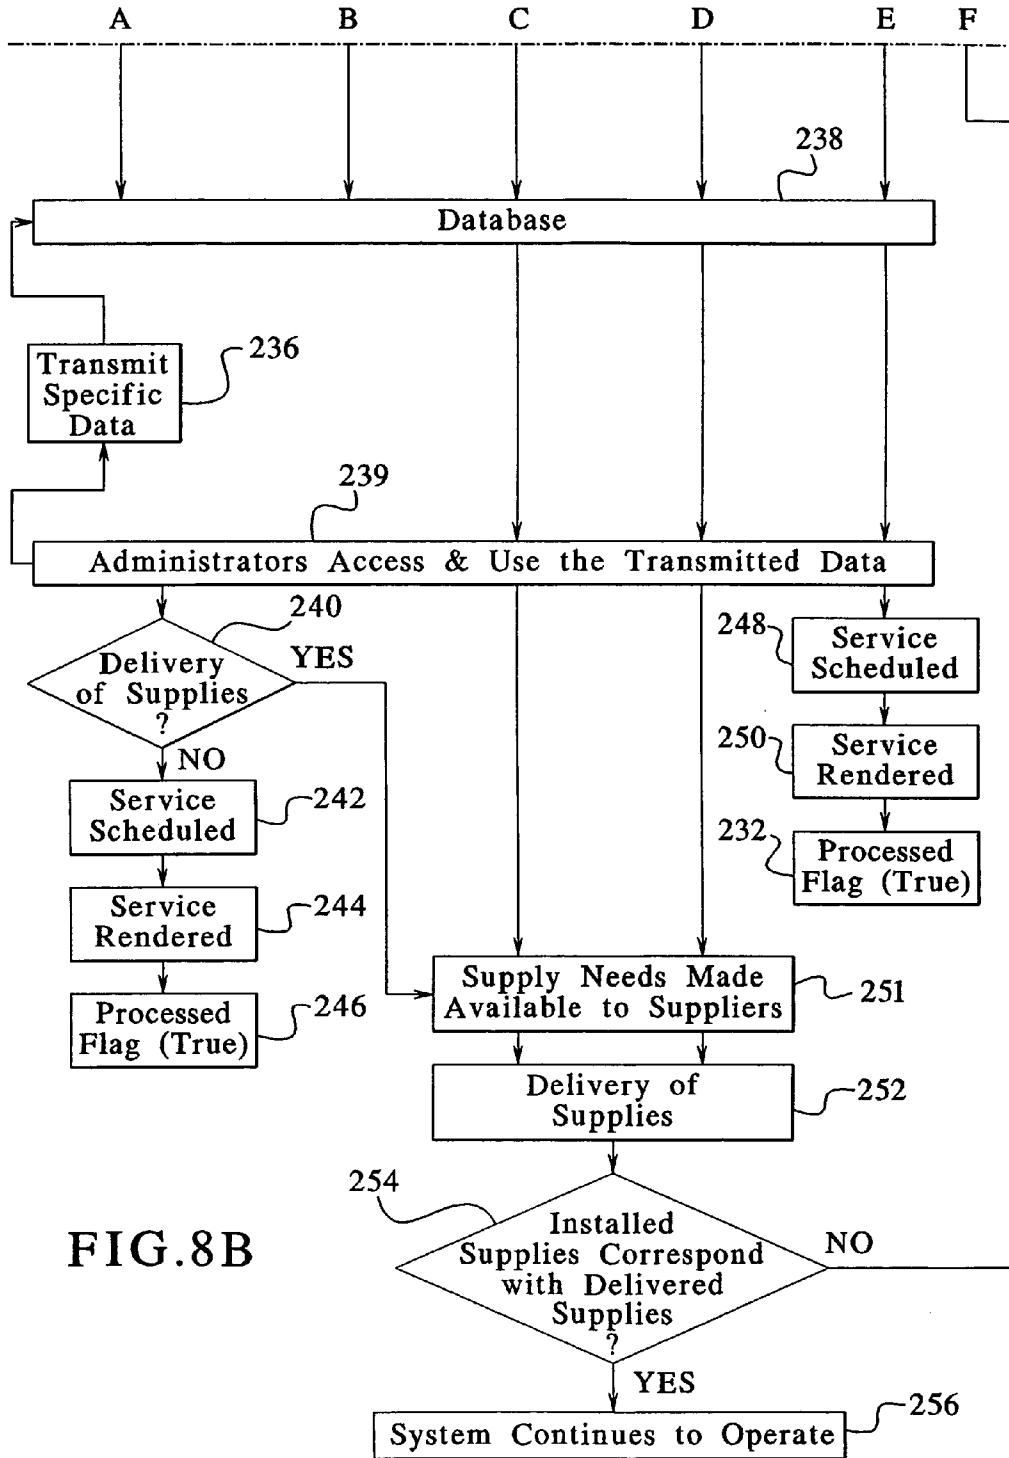 A B C D E F
238
Database
Transmit
Specific
Data
236
239
Administrators Access & Use the Transmitted Data
240
Delivery
of Supplies
?
YES
NO
248
Service
Scheduled
250
Service
Rendered
232
Processed
Flag (True)
Service
Scheduled
242
Service
Rendered
244
Processed
Flag (True)
246
Supply Needs Made
Available to Suppliers
251
Delivery of
Supplies
252
254
Installed
Supplies Correspond
with Delivered
Supplies
?
NO
YES
FIG.8B
System Continues to Operate
256